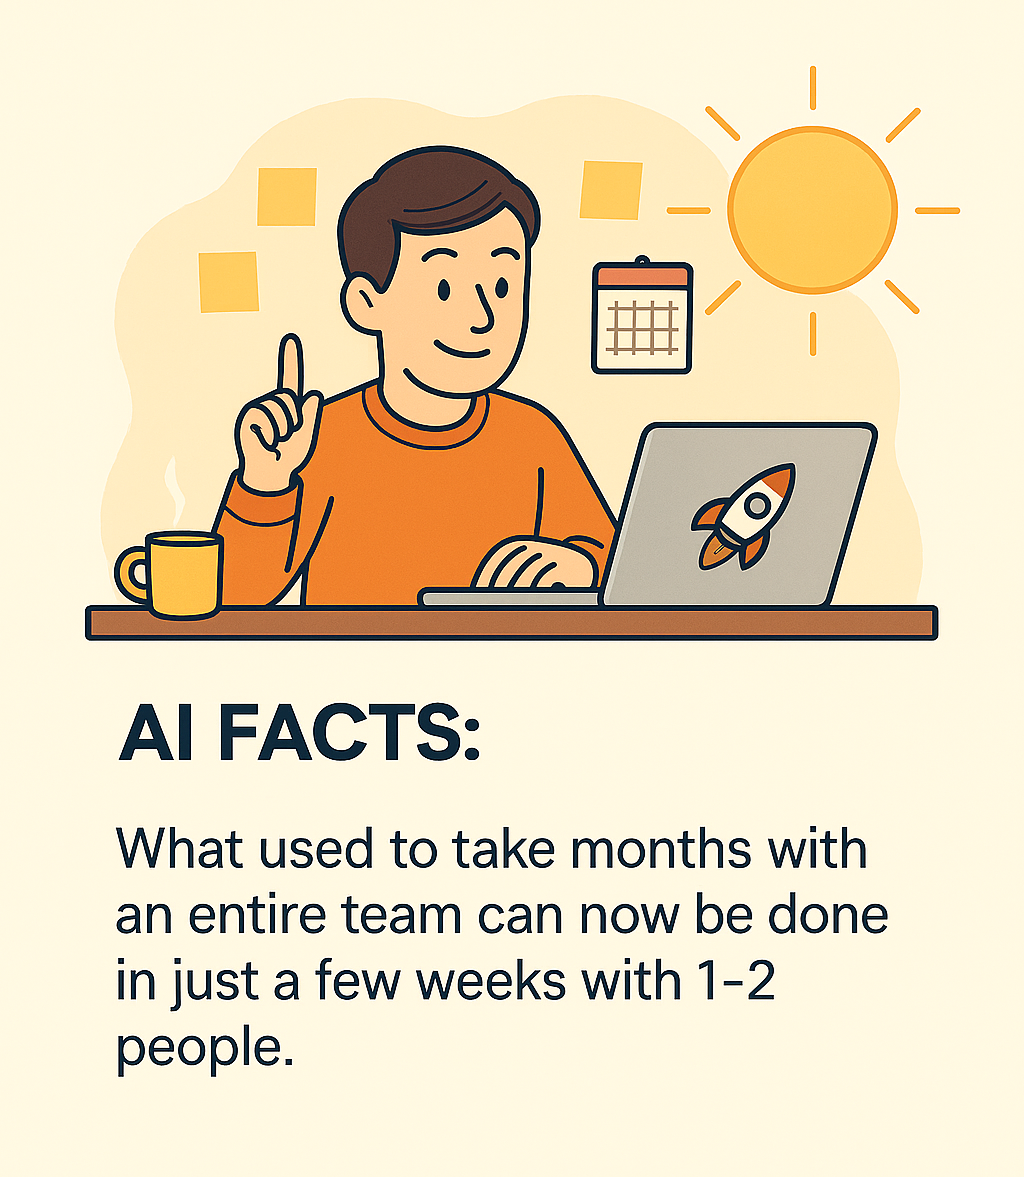 AI FACTS:
What used to take months with
an entire team can now be done
in just a few weeks with 1–2
people.